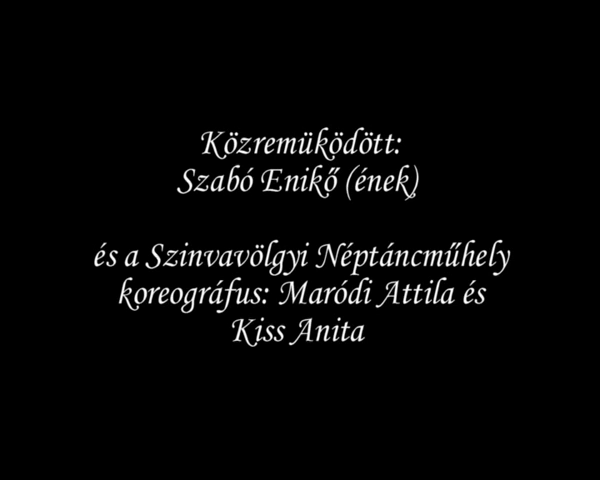 Közremüködött:
Szabó Enikő (ének)
és a Szinvavölgyi Néptáncműhely
koreográfus: Maródi Attila és
Kiss Anita